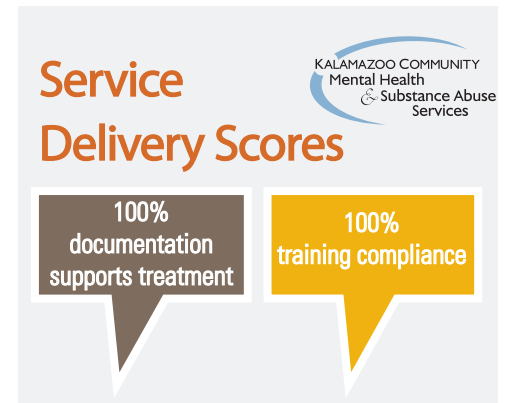 Service
Delivery Scores
KALAMAZOO COMMUNITY
Mental Health
& Substance Abuse
Services
100%
documentation
supports treatment
100%
training compliance